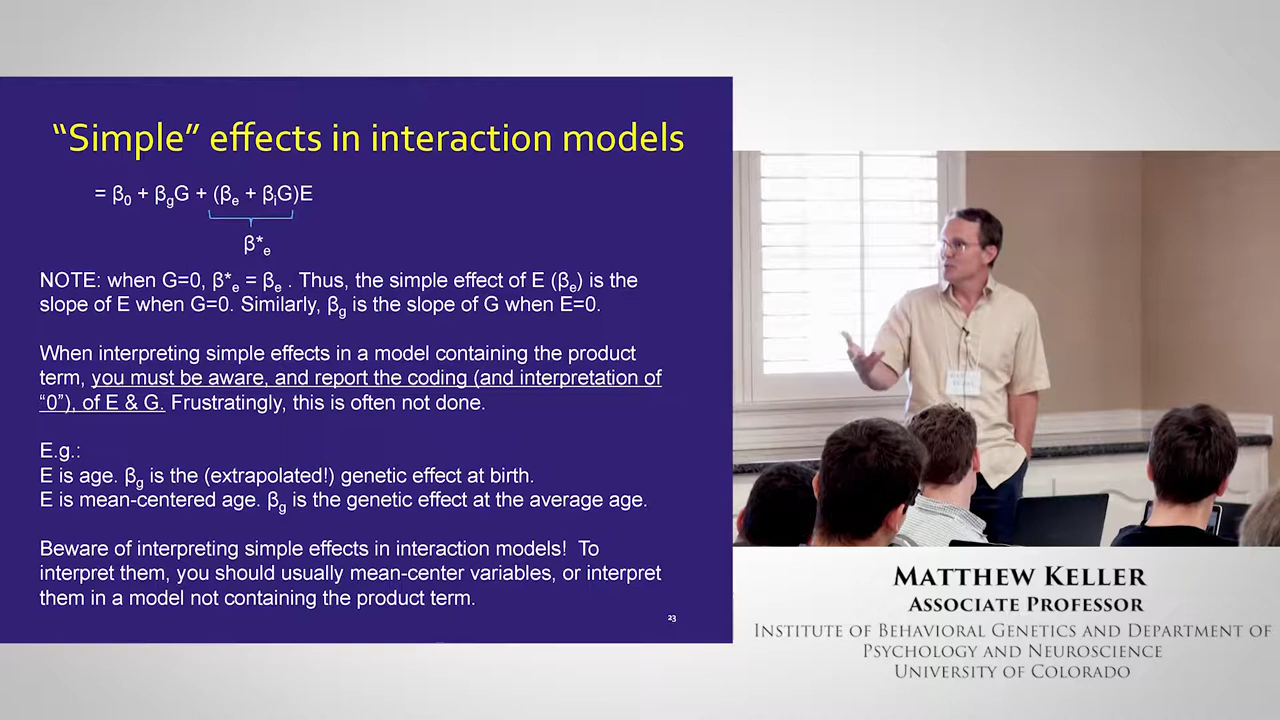 “Simple” effects in interaction models
= β0 + βgG + (βe + βiG)E
β*e
NOTE: when G=0, β*e = βe . Thus, the simple effect of E (βe) is the
slope of E when G=0. Similarly, βg is the slope of G when E=0.
When interpreting simple effects in a model containing the product
term, you must be aware, and report the coding (and interpretation of
“0”), of E & G. Frustratingly, this is often not done.
E.g.:
E is age. βg is the (extrapolated!) genetic effect at birth.
E is mean-centered age. βg is the genetic effect at the average age.
Beware of interpreting simple effects in interaction models! To
interpret them, you should usually mean-center variables, or interpret
them in a model not containing the product term.
23
MATTHEW KELLER
ASSOCIATE PROFESSOR
INSTITUTE OF BEHAVIORAL GENETICS AND DEPARTMENT OF
PSYCHOLOGY AND NEUROSCIENCE
UNIVERSITY OF COLORADO